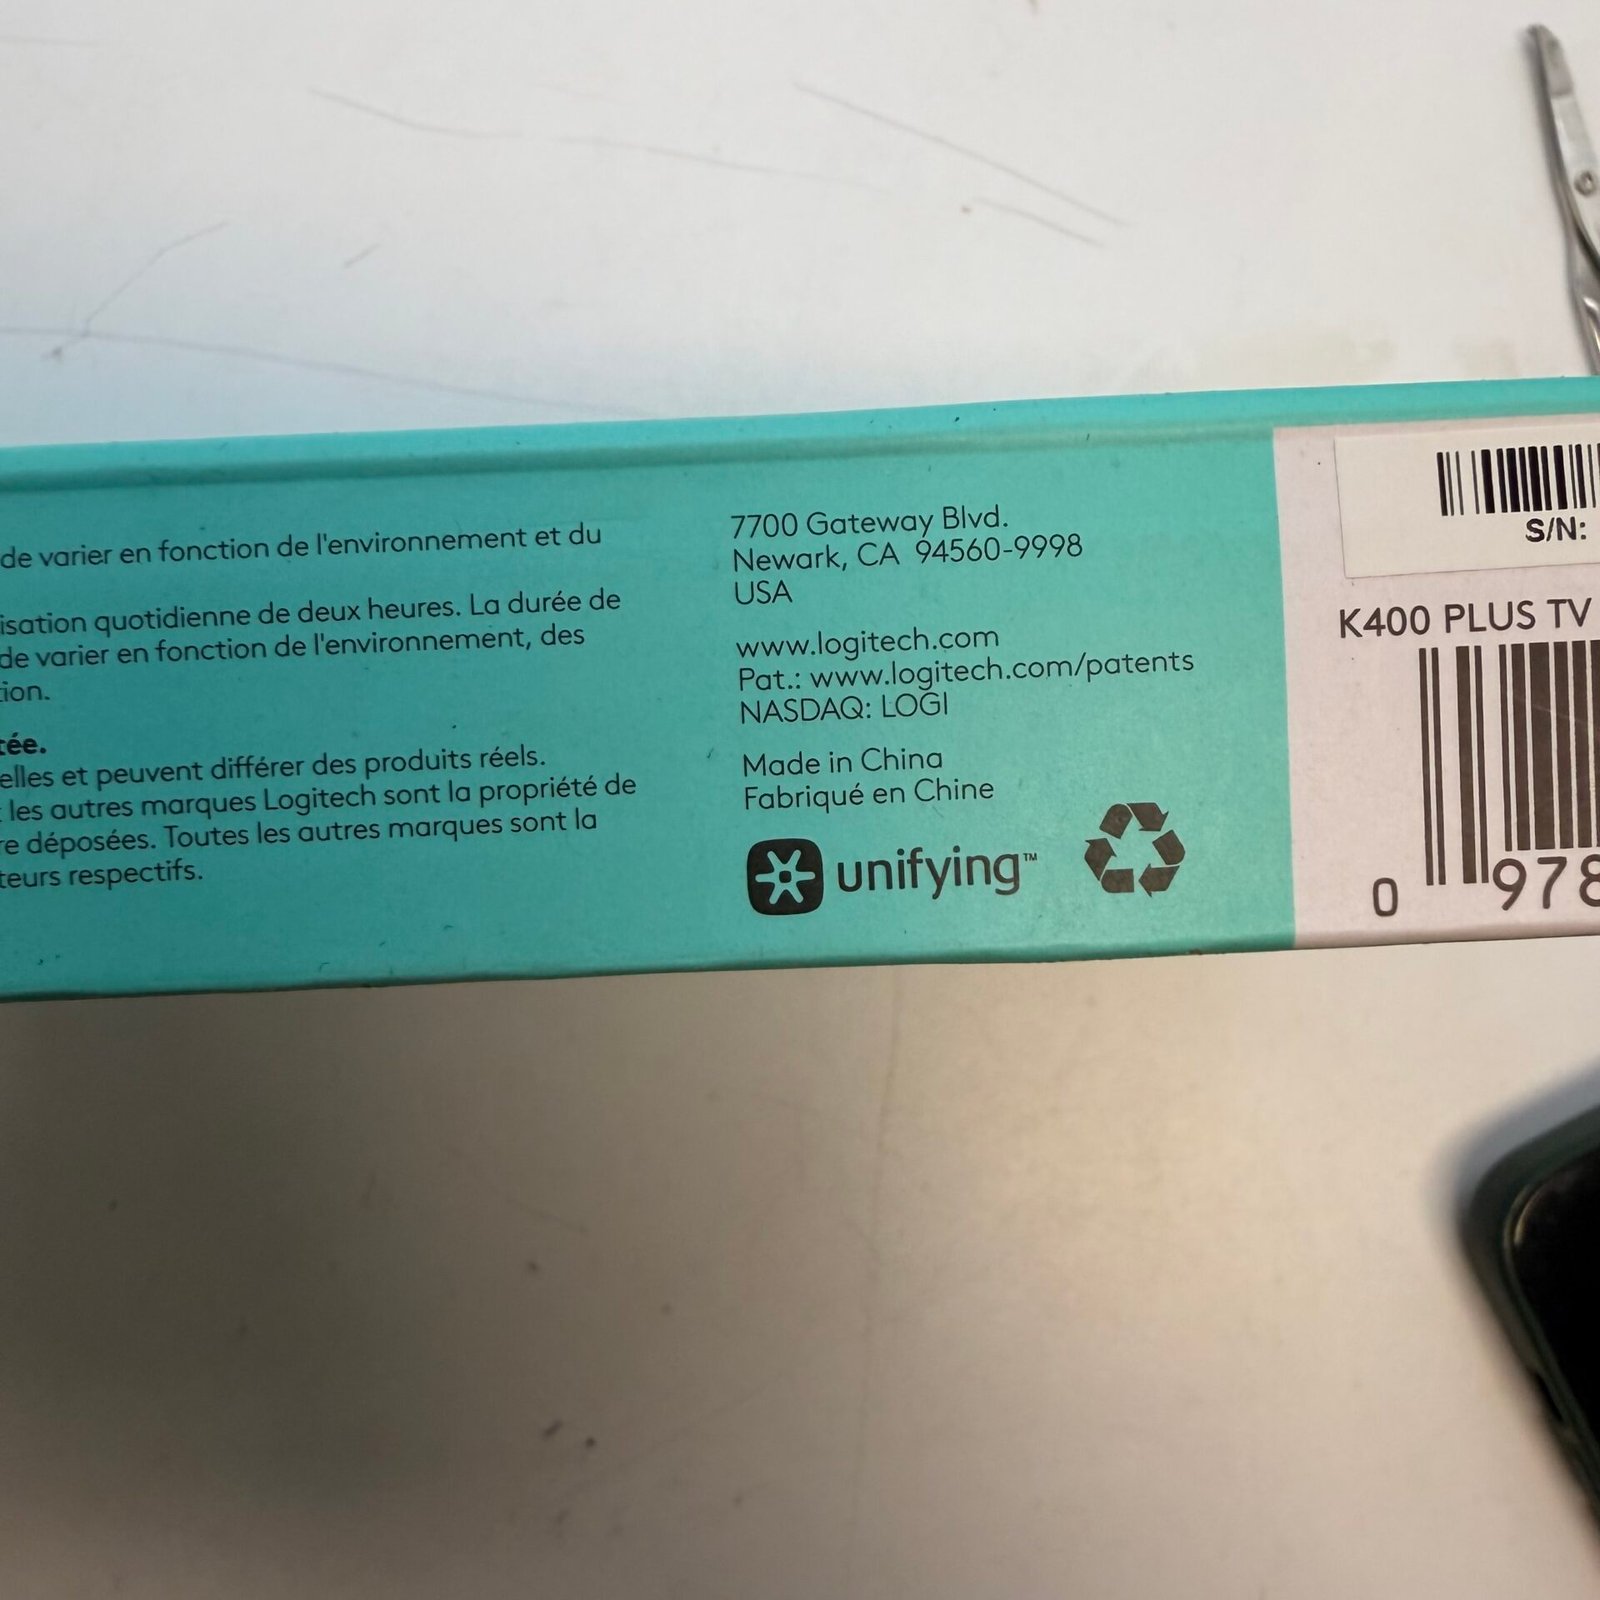 de varier en fonction de l'environnement et du
isation quotidienne de deux heures. La durée de
de varier en fonction de l'environnement, des
tion.
tée.
elles et peuvent différer des produits réels.
les autres marques Logitech sont la propriété de
re déposées. Toutes les autres marques sont la
teurs respectifs.
7700 Gateway Blvd.
Newark, CA 94560-9998
USA
www.logitech.com
Pat.: www.logitech.com/patents
NASDAQ: LOGI
Made in China
Fabriqué en Chine
unifying™
S/N:
K400 PLUS TV
0 978